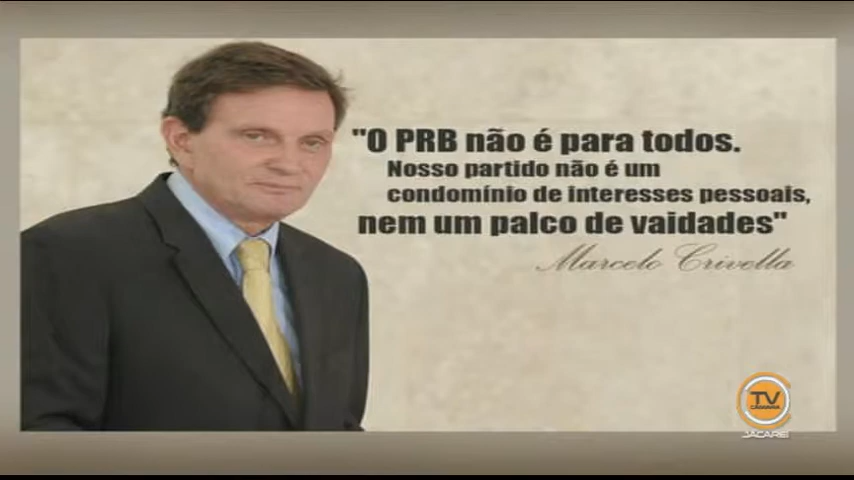 "O PRB não é para todos.
Nosso partido não é um
condomínio de interesses pessoais,
nem um palco de vaidades"
Marcelo Crivella
TV
CÂMARA
JACAREÍ